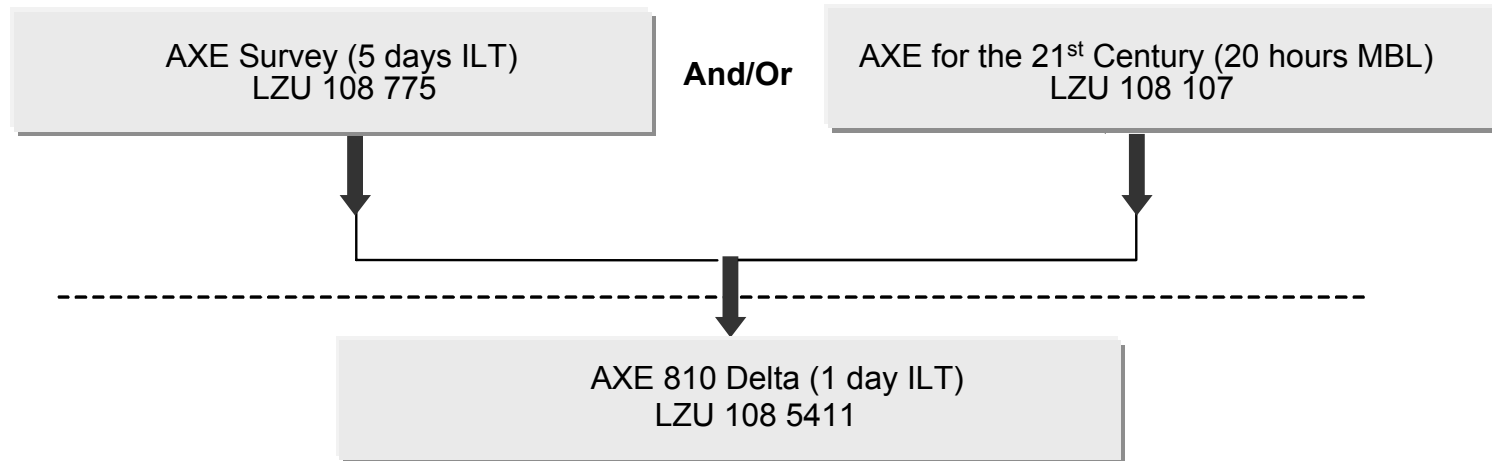 AXE Survey (5 days ILT)
LZU 108 775
And/Or
AXE for the 21st Century (20 hours MBL)
LZU 108 107
AXE 810 Delta (1 day ILT)
LZU 108 5411